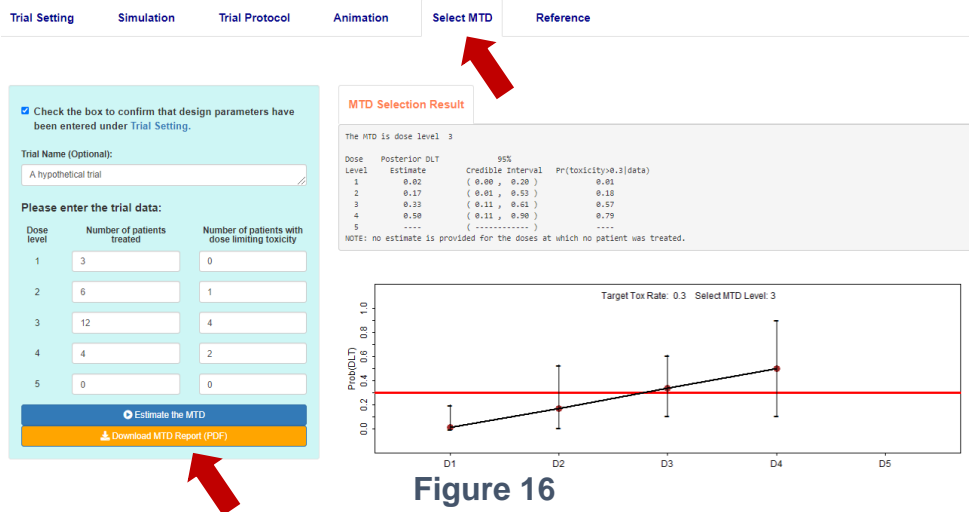 Trial Setting Simulation Trial Protocol Animation Select MTD Reference
Check the box to confirm that design parameters have
been entered under Trial Setting.
Trial Name (Optional):
A hypothetical trial
Please enter the trial data:
Dose level Number of patients treated Number of patients with dose limiting toxicity
1 3 0
2 6 1
3 12 4
4 4 2
5 0 0
Estimate the MTD
Download MTD Report (PDF)
MTD Selection Result
The MTD is dose level 3
Dose Posterior DLT 95%
Level Estimate Credible Interval Pr(toxicity>0.3|data)
1 0.02 ( 0.00 , 0.20 ) 0.01
2 0.17 ( 0.01 , 0.53 ) 0.18
3 0.33 ( 0.11 , 0.61 ) 0.57
4 0.50 ( 0.11 , 0.90 ) 0.79
5 ---- ( ------------ ) ----
NOTE: no estimate is provided for the doses at which no patient was treated.
Target Tox Rate: 0.3 Select MTD Level: 3
Prob(DLT)
1.0
0.8
0.6
0.4
0.2
0.0
D1 D2 D3 D4 D5
Figure 16